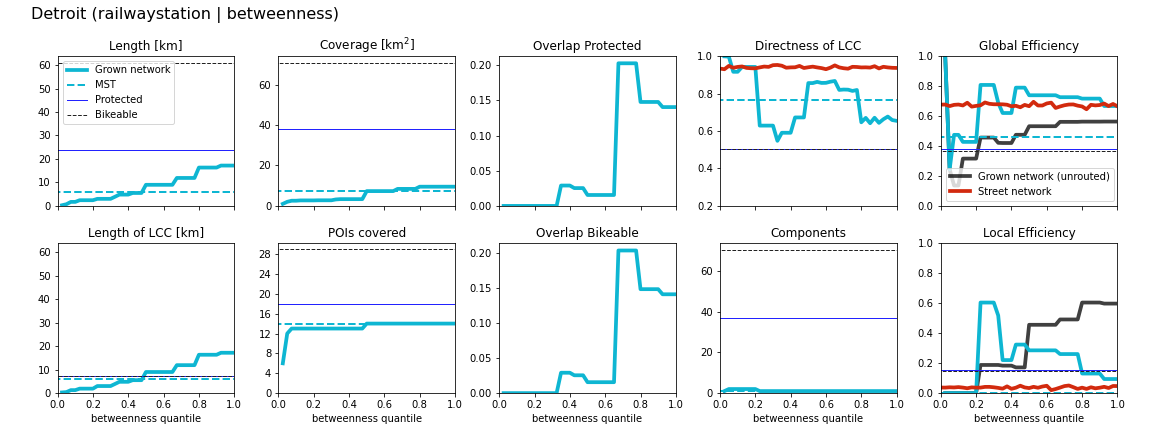 Detroit (railwaystation | betweenness)
Length [km]
Coverage [km²]
Overlap Protected
Directness of LCC
Global Efficiency
60
50
40
30
20
10
0
Grown network
MST
Protected
Bikeable
60
40
20
0
0.20
0.15
0.10
0.05
0.00
1.0
0.8
0.6
0.4
0.2
1.0
0.8
0.6
0.4
0.2
0.0
Grown network (unrouted)
Street network
Length of LCC [km]
POIs covered
Overlap Bikeable
Components
Local Efficiency
60
50
40
30
20
10
0
0.0 0.2 0.4 0.6 0.8 1.0
betweenness quantile
28
24
20
16
12
8
4
0
0.0 0.2 0.4 0.6 0.8 1.0
betweenness quantile
0.20
0.15
0.10
0.05
0.00
0.0 0.2 0.4 0.6 0.8 1.0
betweenness quantile
60
40
20
0
0.0 0.2 0.4 0.6 0.8 1.0
betweenness quantile
1.0
0.8
0.6
0.4
0.2
0.0
0.0 0.2 0.4 0.6 0.8 1.0
betweenness quantile